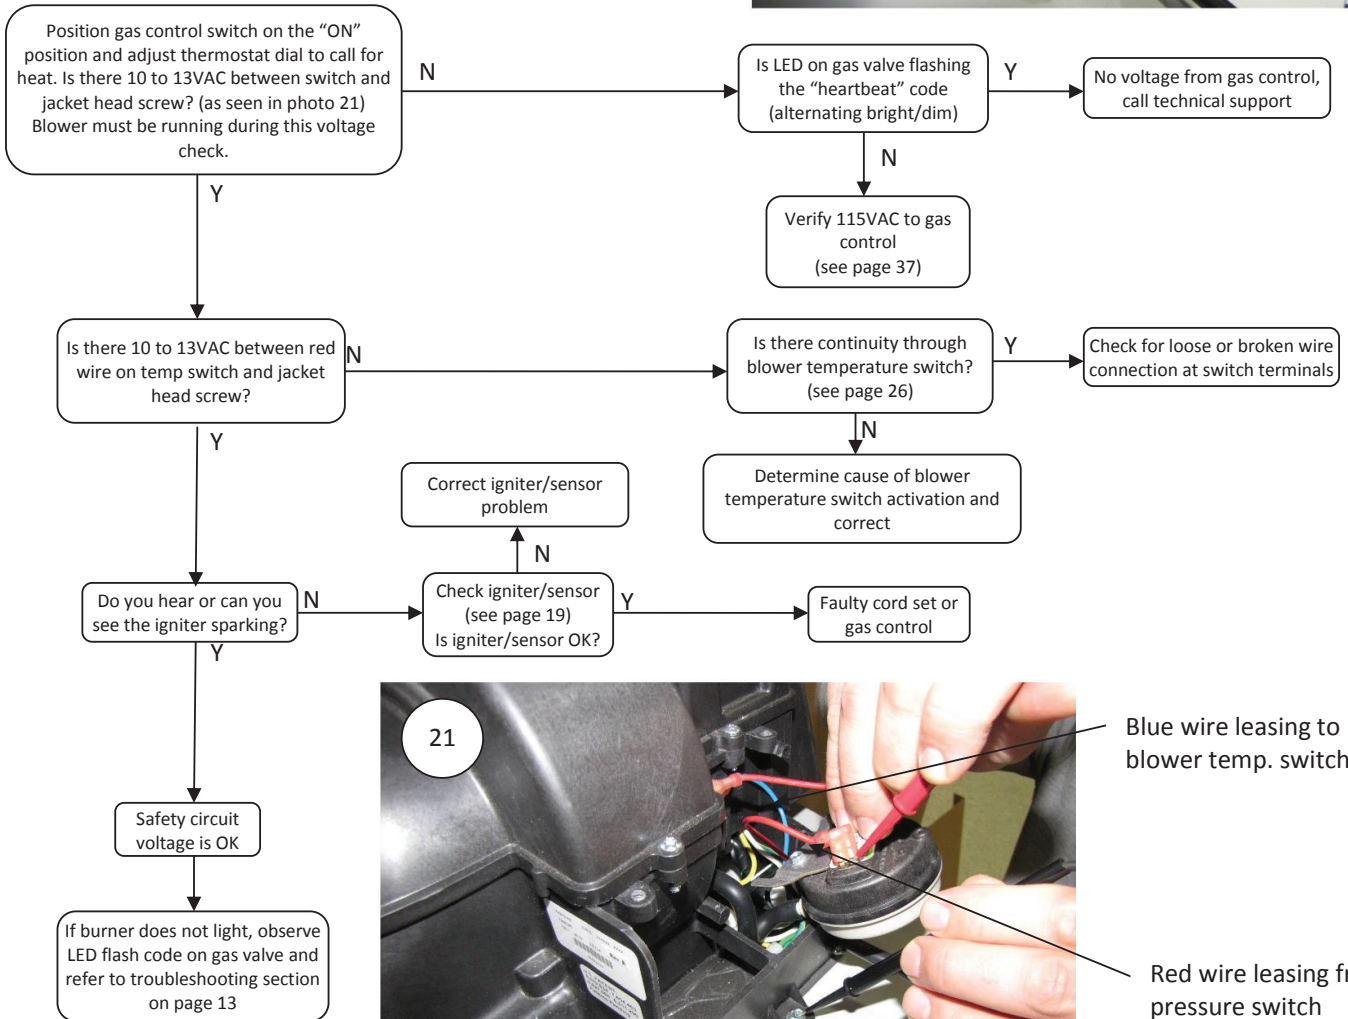 Position gas control switch on the “ON”
position and adjust thermostat dial to call for
heat. Is there 10 to 13VAC between switch and
jacket head screw? (as seen in photo 21)
Blower must be running during this voltage
check.
N
Is LED on gas valve flashing
the “heartbeat” code
(alternating bright/dim)
Y
No voltage from gas control,
call technical support
N
Verify 115VAC to gas
control
(see page 37)
Y
Is there 10 to 13VAC between red
wire on temp switch and jacket
head screw?
N
Is there continuity through
blower temperature switch?
(see page 26)
Y
Check for loose or broken wire
connection at switch terminals
N
Determine cause of blower
temperature switch activation and
correct
Y
Do you hear or can you
see the igniter sparking?
N
Check igniter/sensor
(see page 19)
Is igniter/sensor OK?
N
Correct igniter/sensor
problem
Y
Faulty cord set or
gas control
Y
Safety circuit
voltage is OK
If burner does not light, observe
LED flash code on gas valve and
refer to troubleshooting section
on page 13
21
Blue wire leasing to
blower temp. switch
Red wire leasing fr
pressure switch